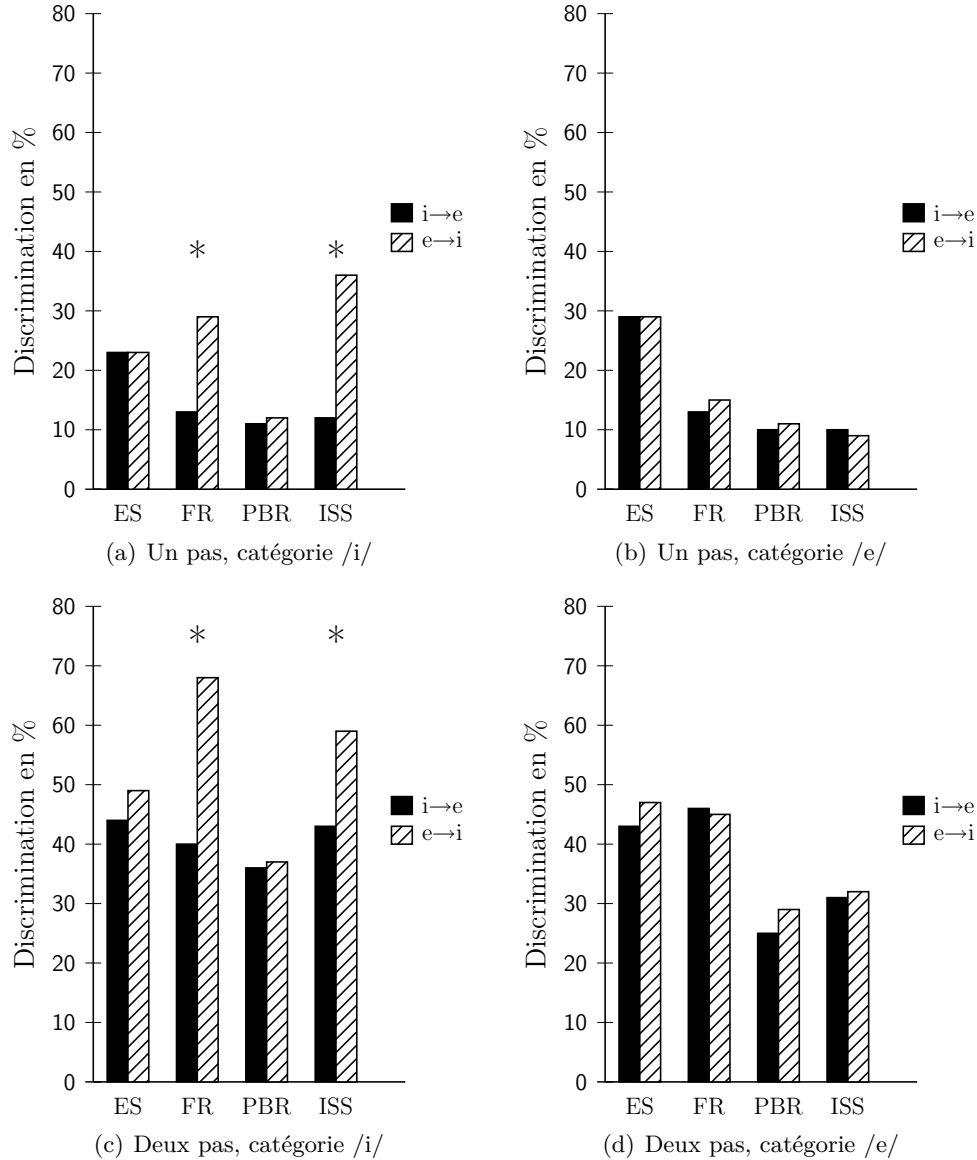 80
70
60
50
40
30
20
10
0
Discrimination en %
i→e
e→i
*
*
ES FR PBR ISS
(a) Un pas, catégorie /i/
80
70
60
50
40
30
20
10
0
Discrimination en %
i→e
e→i
ES FR PBR ISS
(b) Un pas, catégorie /e/
80
70
60
50
40
30
20
10
0
Discrimination en %
*
*
i→e
e→i
ES FR PBR ISS
(c) Deux pas, catégorie /i/
80
70
60
50
40
30
20
10
0
Discrimination en %
i→e
e→i
ES FR PBR ISS
(d) Deux pas, catégorie /e/